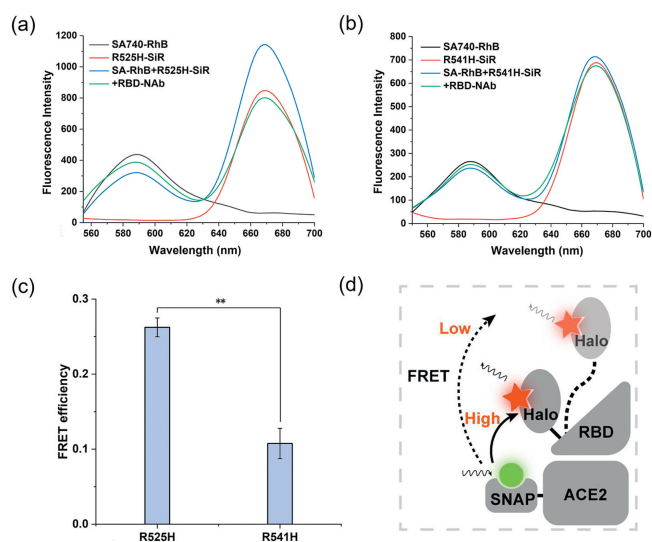 (a)
SA740-RhB
R525H-SiR
SA-RhB+R525H-SiR
+RBD-NAb
Fluorescence Intensity
1200
1000
800
600
400
200
0
560 580 600 620 640 660 680 700
Wavelength (nm)
(b)
SA740-RhB
R541H-SiR
SA-RhB+R541H-SiR
+RBD-NAb
Fluorescence Intensity
800
700
600
500
400
300
200
100
0
560 580 600 620 640 660 680 700
Wavelength (nm)
(c)
FRET efficiency
0.3
0.2
0.1
0.0
**
R525H R541H
(d)
Low
Halo
FRET
High
Halo
RBD
SNAP
ACE2